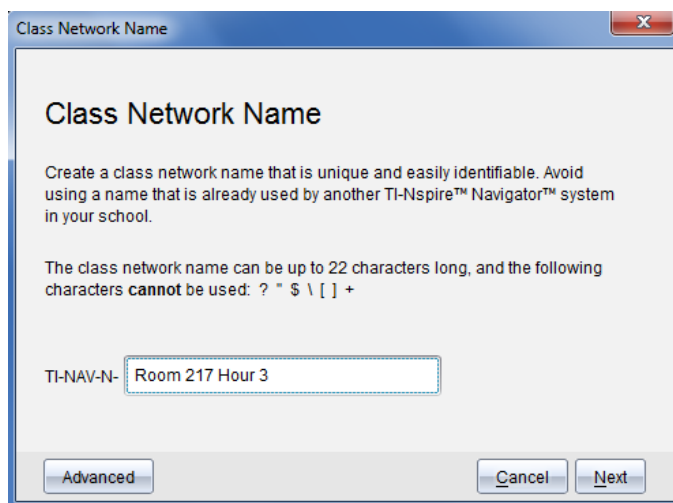 Class Network Name
Class Network Name
Create a class network name that is unique and easily identifiable. Avoid
using a name that is already used by another TI-Nspire™ Navigator™ system
in your school.
The class network name can be up to 22 characters long, and the following
characters cannot be used: ? " $ \ [ ] +
TI-NAV-N- Room 217 Hour 3
Advanced Cancel Next